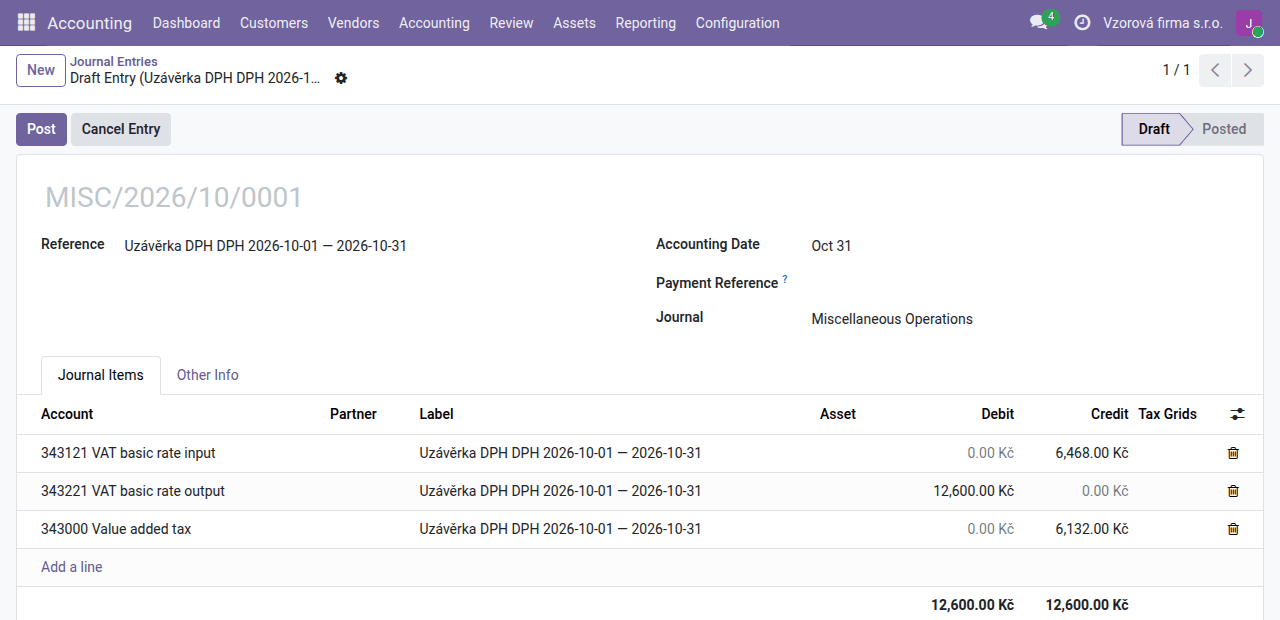 Accounting Dashboard Customers Vendors Accounting Review Assets Reporting Configuration 4 Vzorová firma s.r.o. J
New Journal Entries
Draft Entry (Uzávěrka DPH DPH 2026-1... 1 / 1
Post Cancel Entry Draft Posted
MISC/2026/10/0001
Reference Uzávěrka DPH DPH 2026-10-01 — 2026-10-31 Accounting Date Oct 31
Payment Reference ?
Journal Miscellaneous Operations
Journal Items Other Info
Account Partner Label Asset Debit Credit Tax Grids
343121 VAT basic rate input Uzávěrka DPH DPH 2026-10-01 — 2026-10-31 0.00 Kč 6,468.00 Kč
343221 VAT basic rate output Uzávěrka DPH DPH 2026-10-01 — 2026-10-31 12,600.00 Kč 0.00 Kč
343000 Value added tax Uzávěrka DPH DPH 2026-10-01 — 2026-10-31 0.00 Kč 6,132.00 Kč
Add a line
12,600.00 Kč 12,600.00 Kč